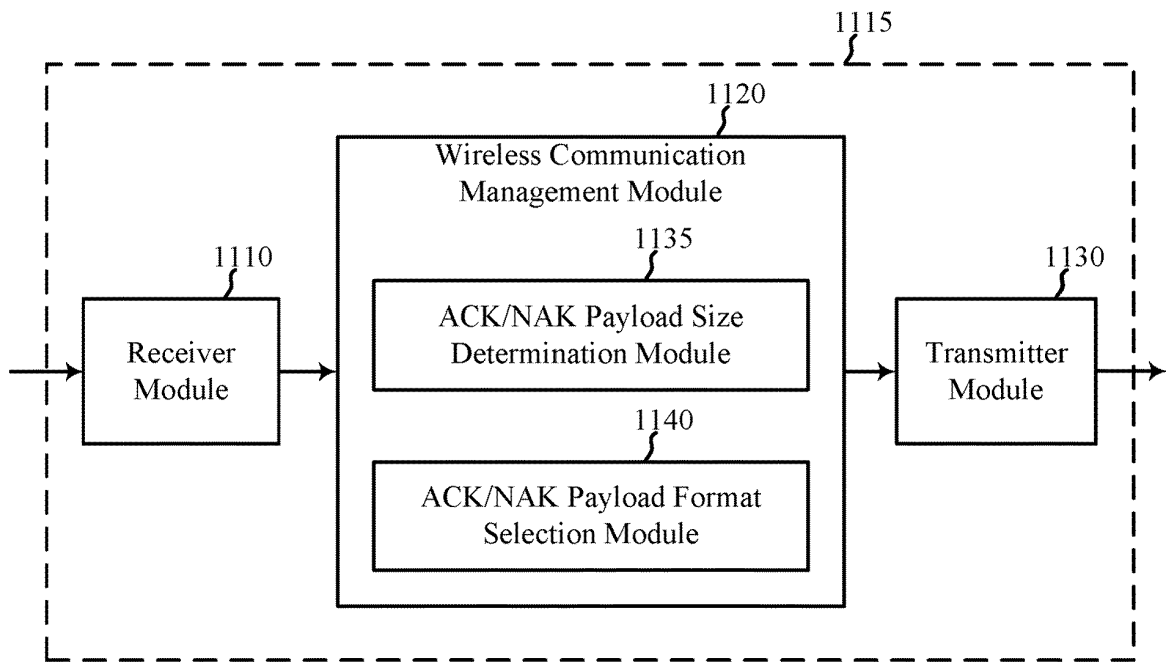 1115
1120
Wireless Communication
Management Module
1135
ACK/NAK Payload Size
Determination Module
1140
ACK/NAK Payload Format
Selection Module
1110
Receiver
Module
1130
Transmitter
Module